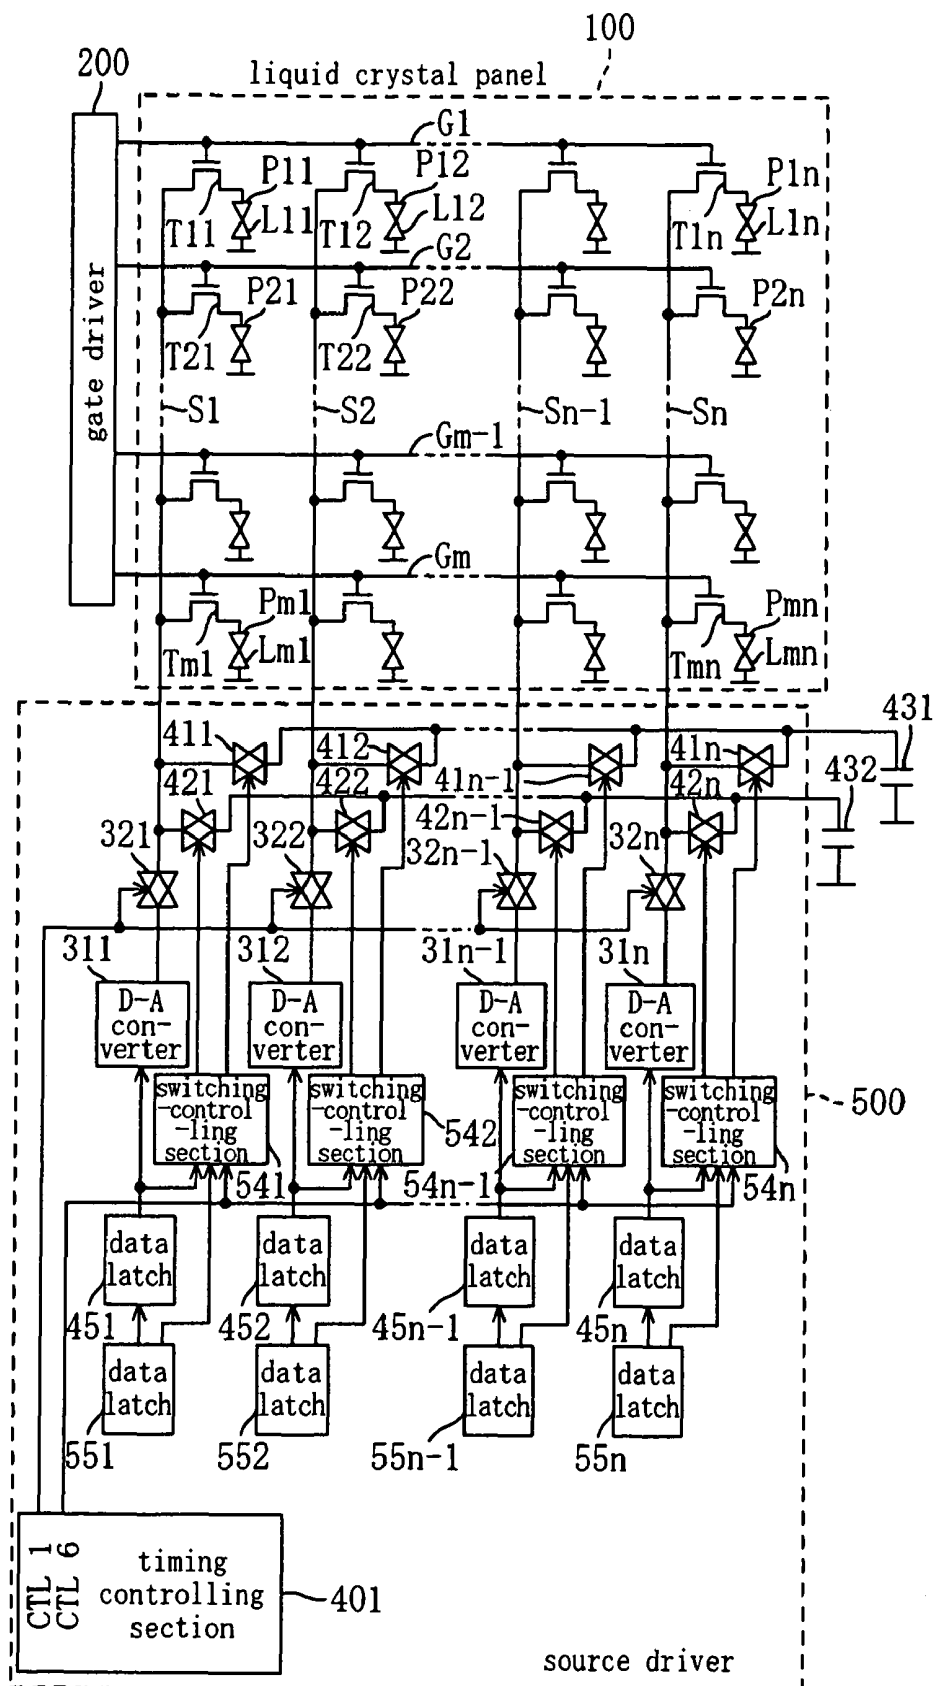 100
200
liquid crystal panel
G1
P11
P12
P1n
T11
L11
T12
L12
T1n
L1n
G2
P21
P22
P2n
T21
T22
gate driver
S1
S2
Sn-1
Sn
Gm-1
Gm
Pm1
Pmn
Tm1
Lm1
Tmn
Lmn
411
412
41n-1
41n
431
421
422
42n-1
42n
432
321
322
32n-1
32n
311
312
31n-1
31n
D-A
con-
verter
D-A
con-
verter
D-A
con-
verter
D-A
con-
verter
switching
-control
-ling
section
switching
-control
-ling
section
switching
-control
-ling
section
switching
-control
-ling
section
500
541
542
54n-1
54n
data
latch
data
latch
data
latch
data
latch
451
452
45n-1
45n
data
latch
data
latch
data
latch
data
latch
551
552
55n-1
55n
CTL 1
CTL 6
timing
controlling
section
401
source driver